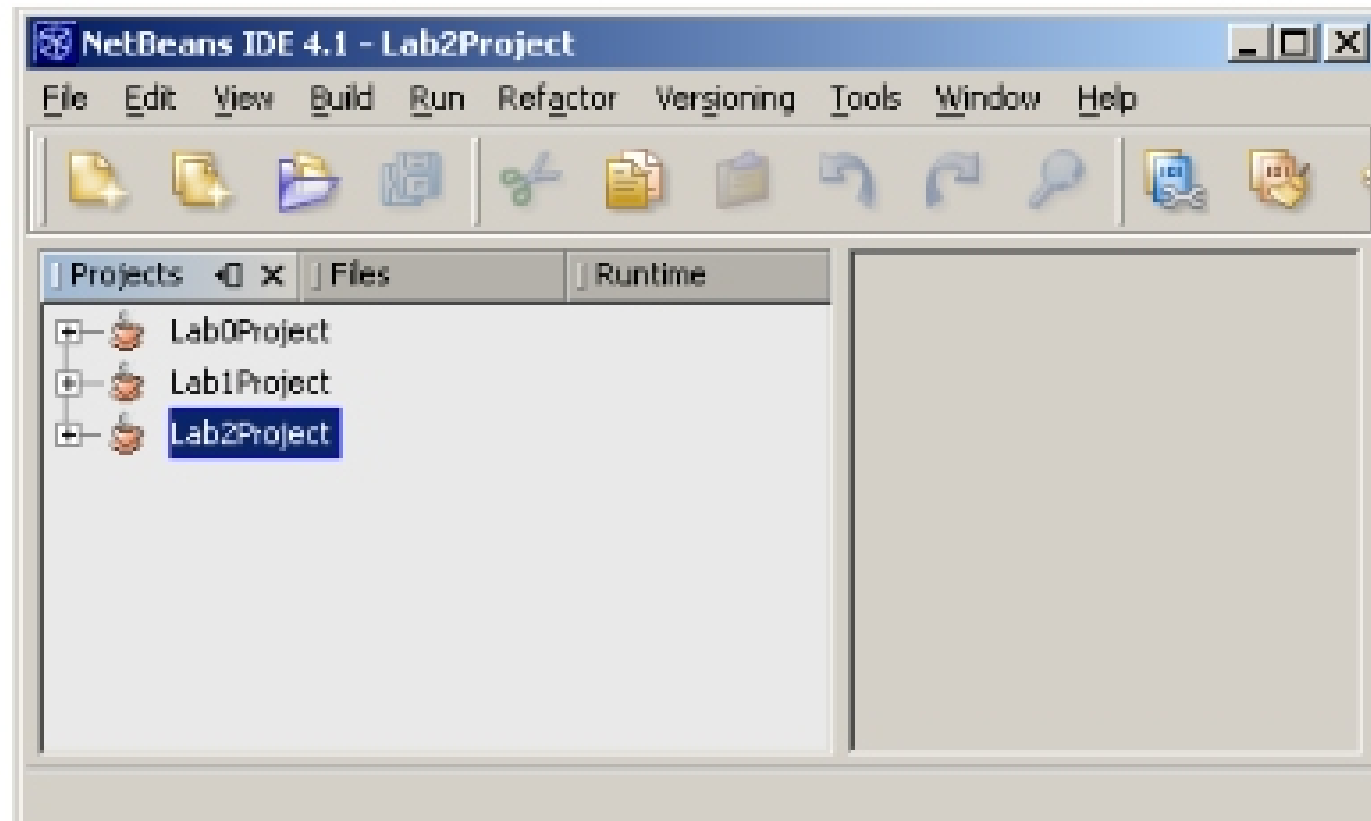 NetBeans IDE 4.1 - Lab2Project
File Edit View Build Run Refactor Versioning Tools Window Help
Projects Files Runtime
Lab0Project
Lab1Project
Lab2Project